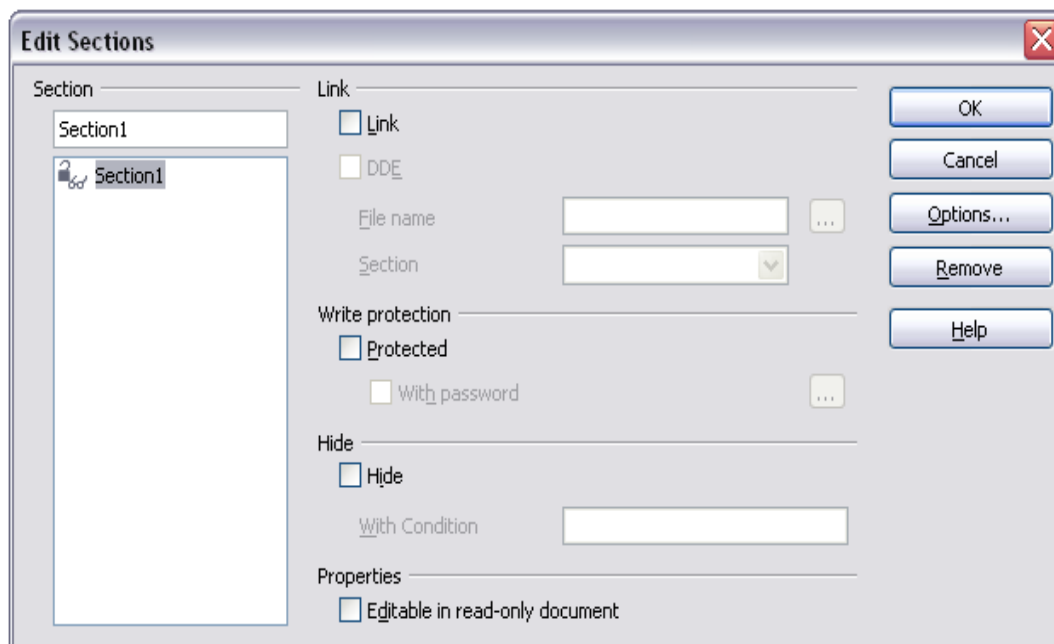 Edit Sections
Section
Section1
Section1
Link
Link
DDE
File name
...
Section
Write protection
Protected
With password
...
Hide
Hide
With Condition
Properties
Editable in read-only document
OK
Cancel
Options...
Remove
Help